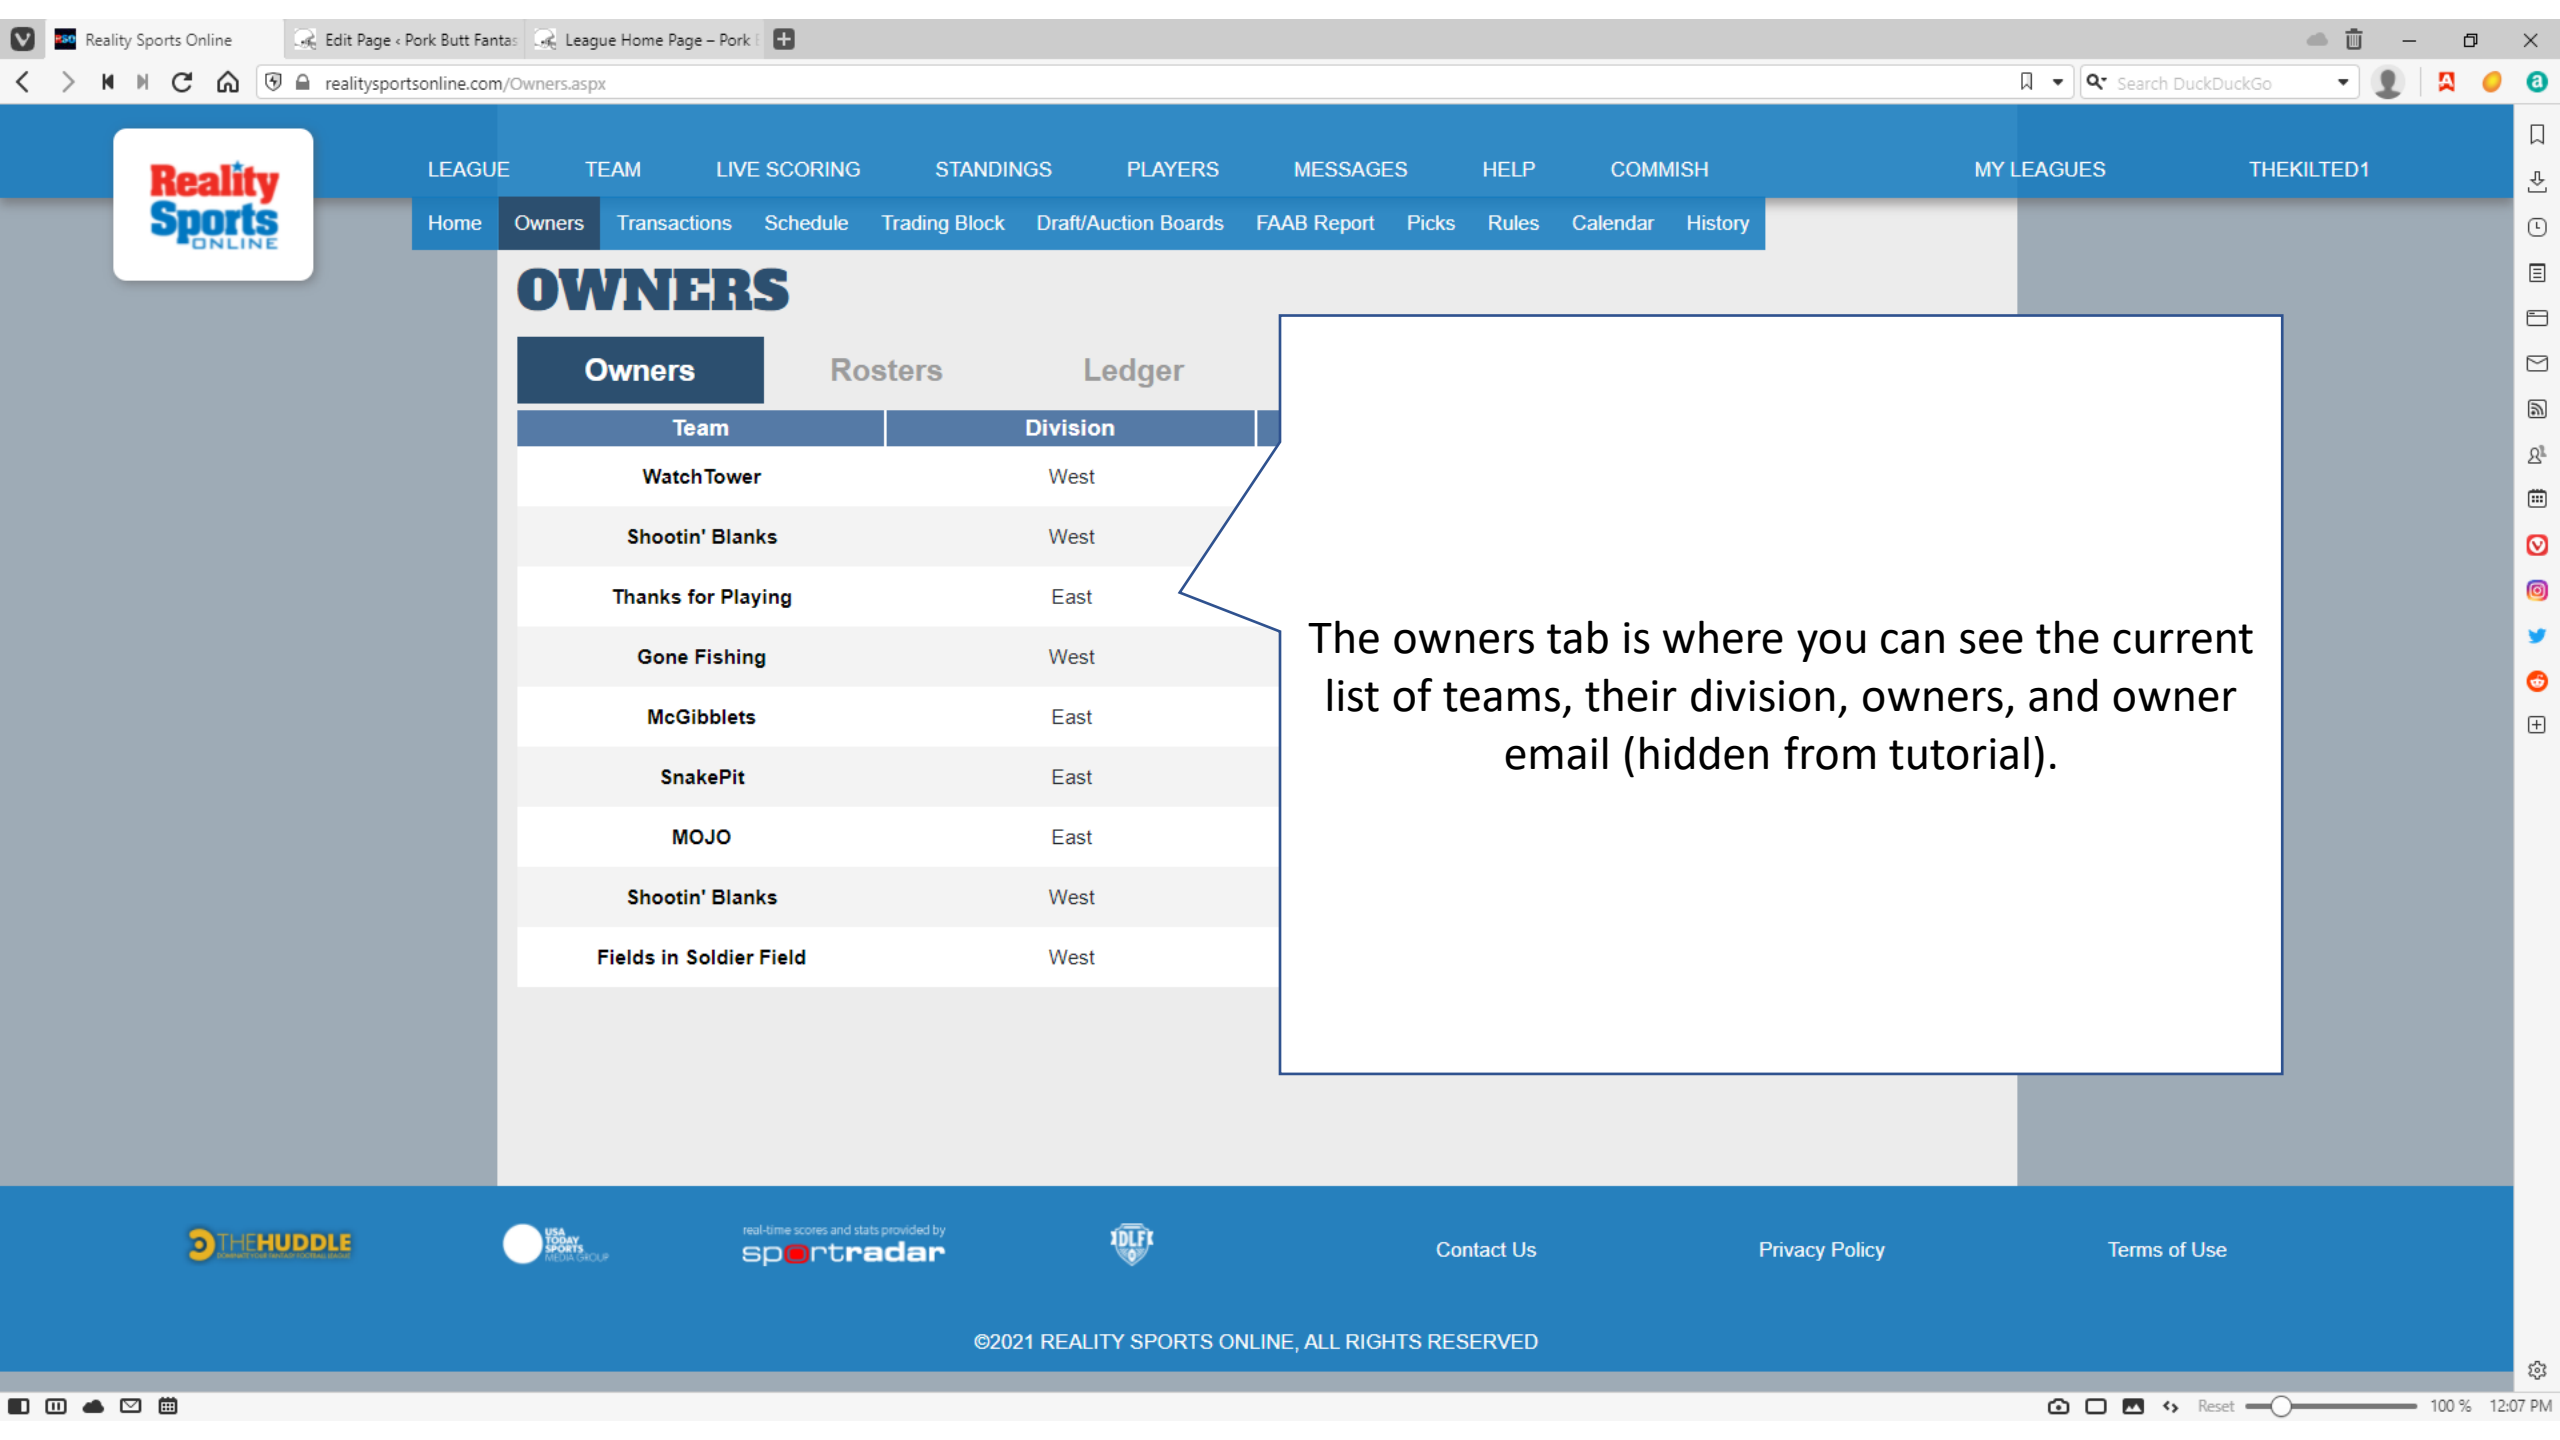 Reality Sports Online
Edit Page ‹ Pork Butt Fantas
League Home Page – Pork
realitysportsonline.com/Owners.aspx
Search DuckDuckGo
Reality
Sports
ONLINE
LEAGUE TEAM LIVE SCORING STANDINGS PLAYERS MESSAGES HELP COMMISH MY LEAGUES THEKILTED1
Home Owners Transactions Schedule Trading Block Draft/Auction Boards FAAB Report Picks Rules Calendar History
OWNERS
Owners Rosters Ledger
Team Division
WatchTower West
Shootin' Blanks West
Thanks for Playing East
Gone Fishing West
McGibblets East
SnakePit East
MOJO East
Shootin' Blanks West
Fields in Soldier Field West
The owners tab is where you can see the current
list of teams, their division, owners, and owner
email (hidden from tutorial).
THEHUDDLE
USA
TODAY
SPORTS
MEDIA GROUP
real-time scores and stats provided by
sportradar
DLF
Contact Us Privacy Policy Terms of Use
©2021 REALITY SPORTS ONLINE, ALL RIGHTS RESERVED
Reset 100 % 12:07 PM